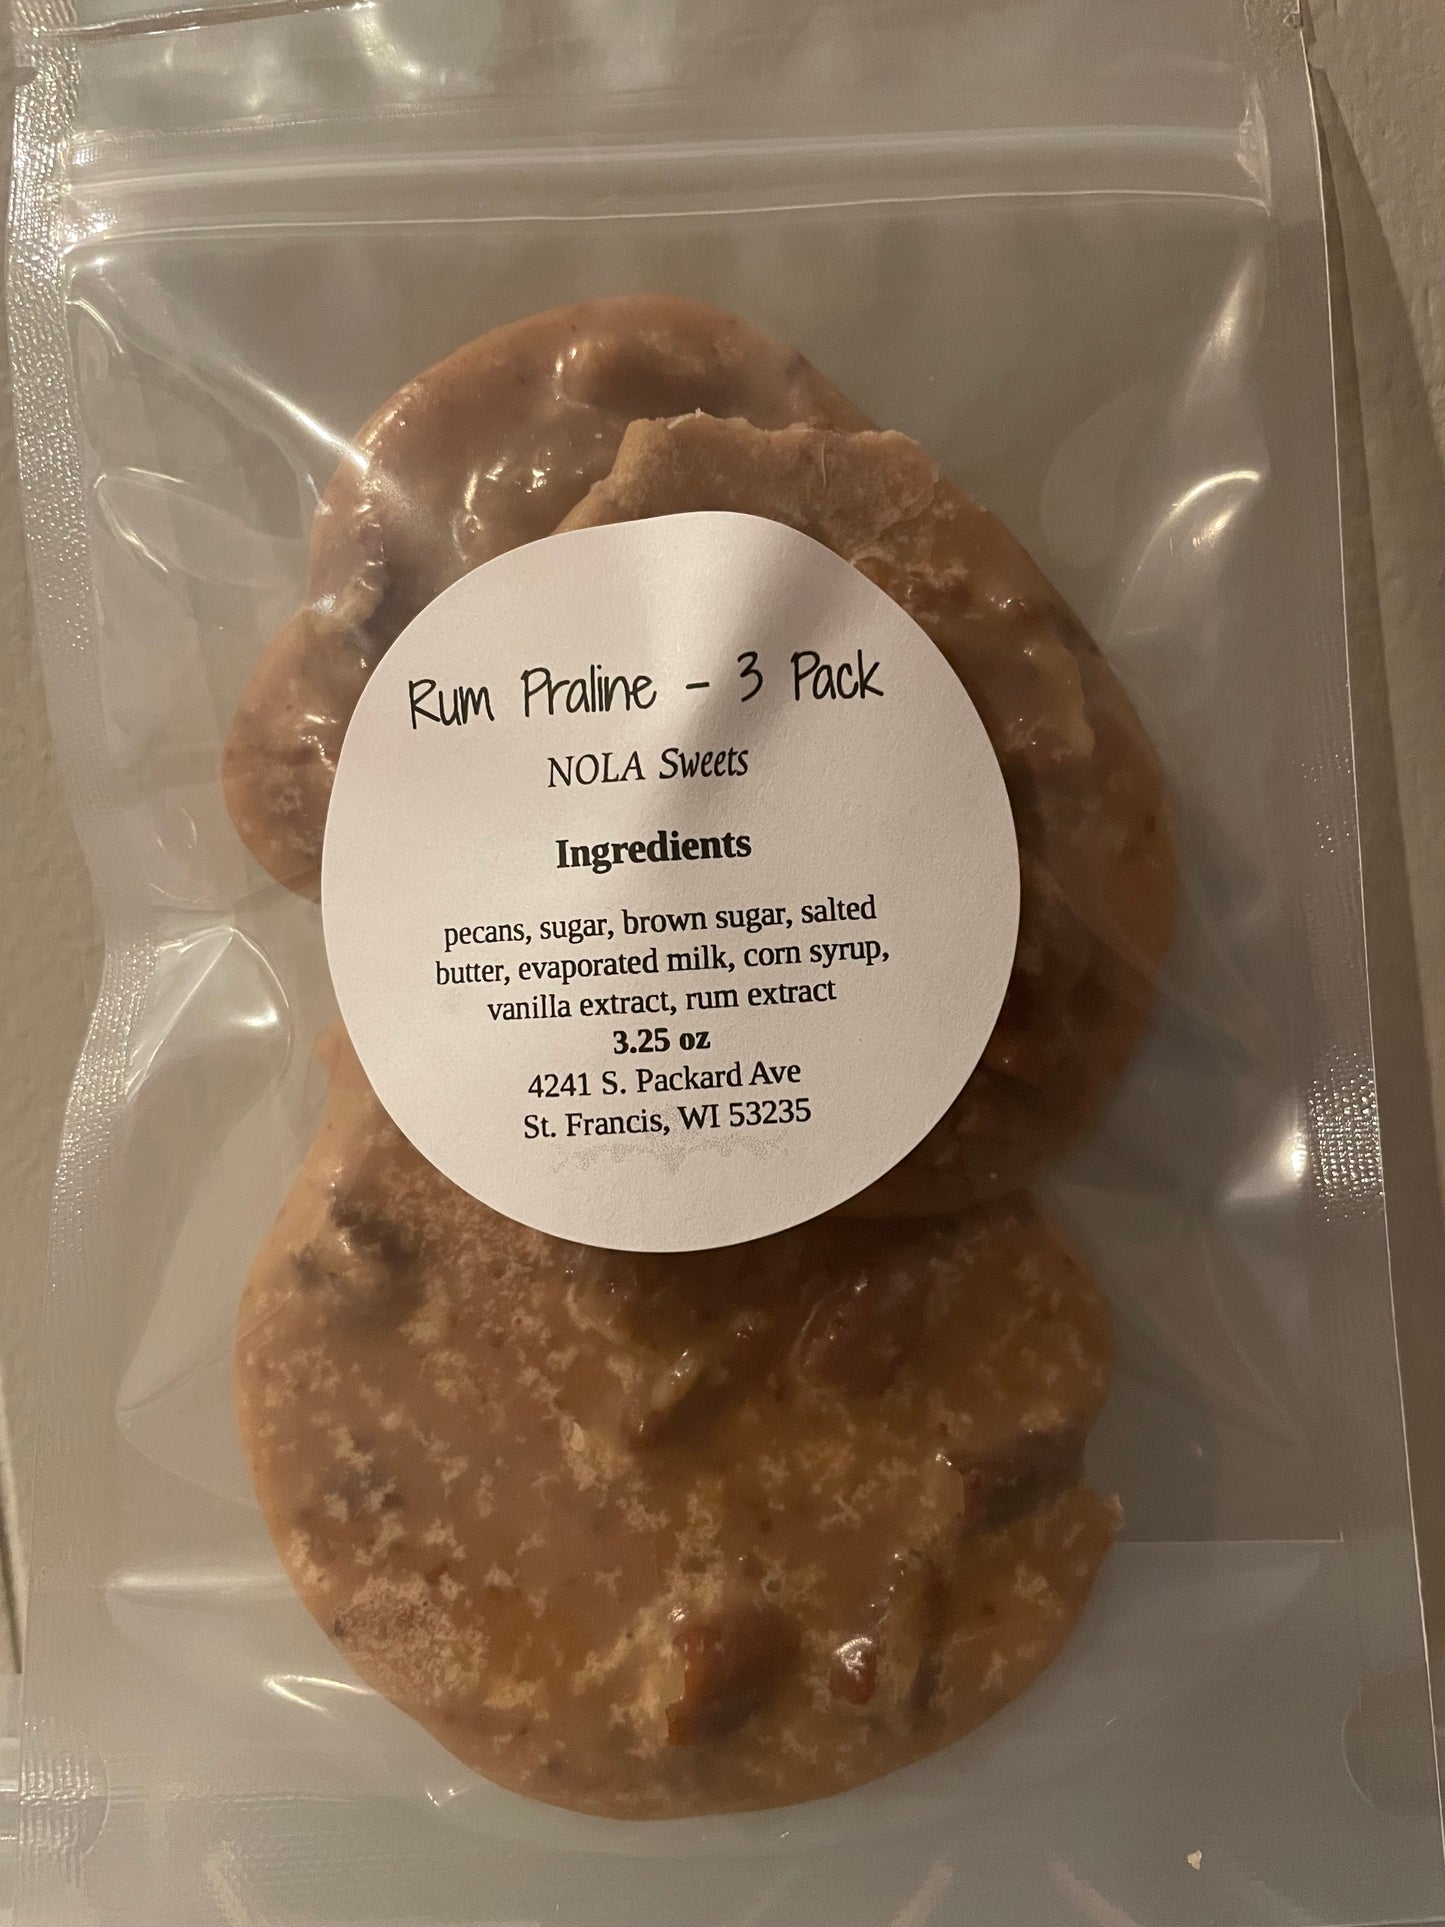 Rum Praline - 3 Pack
NOLA Sweets
Ingredients
pecans, sugar, brown sugar, salted
butter, evaporated milk, corn syrup,
vanilla extract, rum extract
3.25 oz
4241 S. Packard Ave
St. Francis, WI 53235